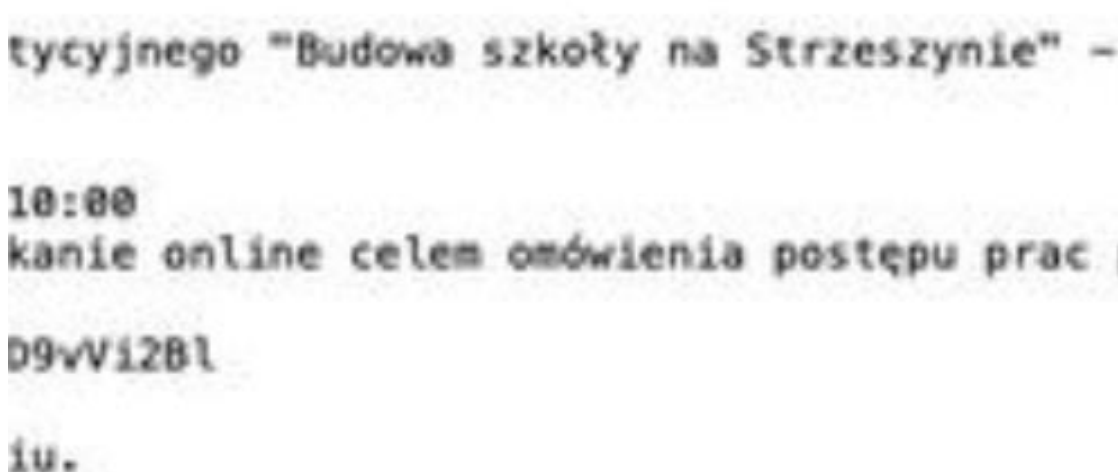 tycyjnego "Budowa szkoły na Strzeszynie" –
10:00
kanie online celem omówienia postępu prac
D9vVi2Bl
iu.